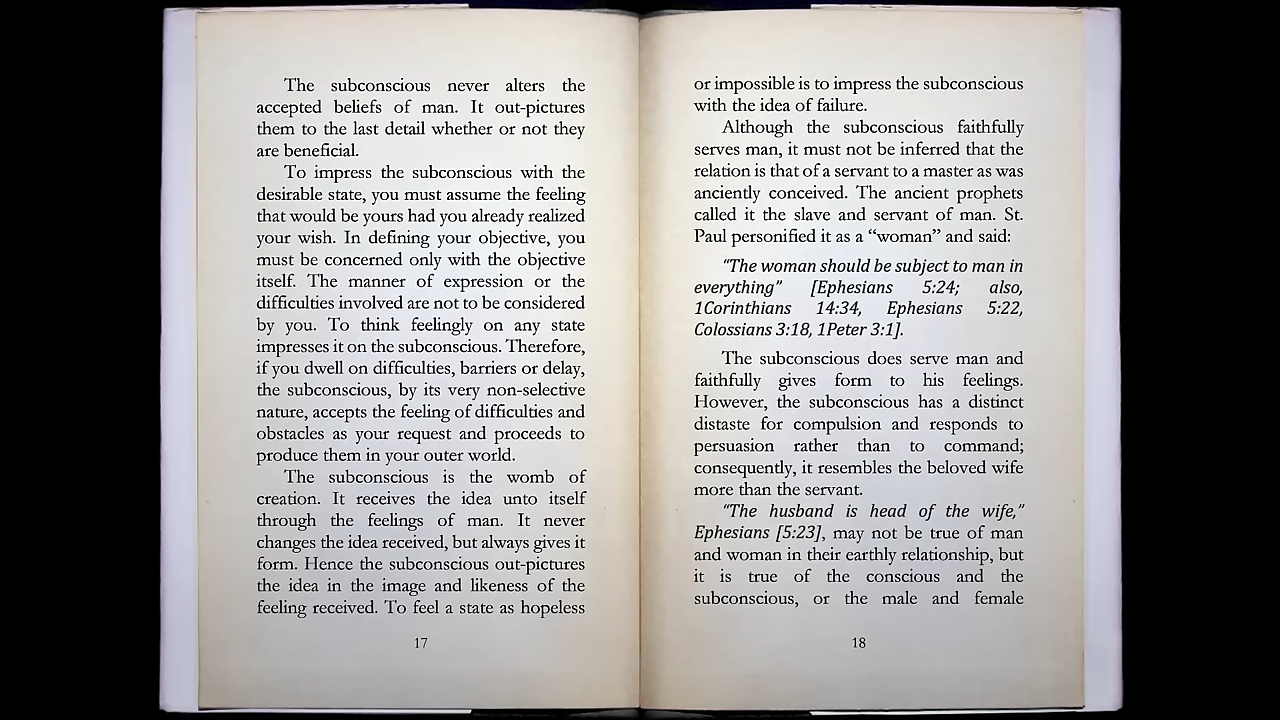 The subconscious never alters the
accepted beliefs of man. It out-pictures
them to the last detail whether or not they
are beneficial.
To impress the subconscious with the
desirable state, you must assume the feeling
that would be yours had you already realized
your wish. In defining your objective, you
must be concerned only with the objective
itself. The manner of expression or the
difficulties involved are not to be considered
by you. To think feelingly on any state
impresses it on the subconscious. Therefore,
if you dwell on difficulties, barriers or delay,
the subconscious, by its very non-selective
nature, accepts the feeling of difficulties and
obstacles as your request and proceeds to
produce them in your outer world.
The subconscious is the womb of
creation. It receives the idea unto itself
through the feelings of man. It never
changes the idea received, but always gives it
form. Hence the subconscious out-pictures
the idea in the image and likeness of the
feeling received. To feel a state as hopeless
17
or impossible is to impress the subconscious
with the idea of failure.
Although the subconscious faithfully
serves man, it must not be inferred that the
relation is that of a servant to a master as was
anciently conceived. The ancient prophets
called it the slave and servant of man. St.
Paul personified it as a “woman” and said:
“The woman should be subject to man in
everything” [Ephesians 5:24; also,
1Corinthians 14:34, Ephesians 5:22,
Colossians 3:18, 1Peter 3:1].
The subconscious does serve man and
faithfully gives form to his feelings.
However, the subconscious has a distinct
distaste for compulsion and responds to
persuasion rather than to command;
consequently, it resembles the beloved wife
more than the servant.
“The husband is head of the wife,”
Ephesians [5:23], may not be true of man
and woman in their earthly relationship, but
it is true of the conscious and the
subconscious, or the male and female
18